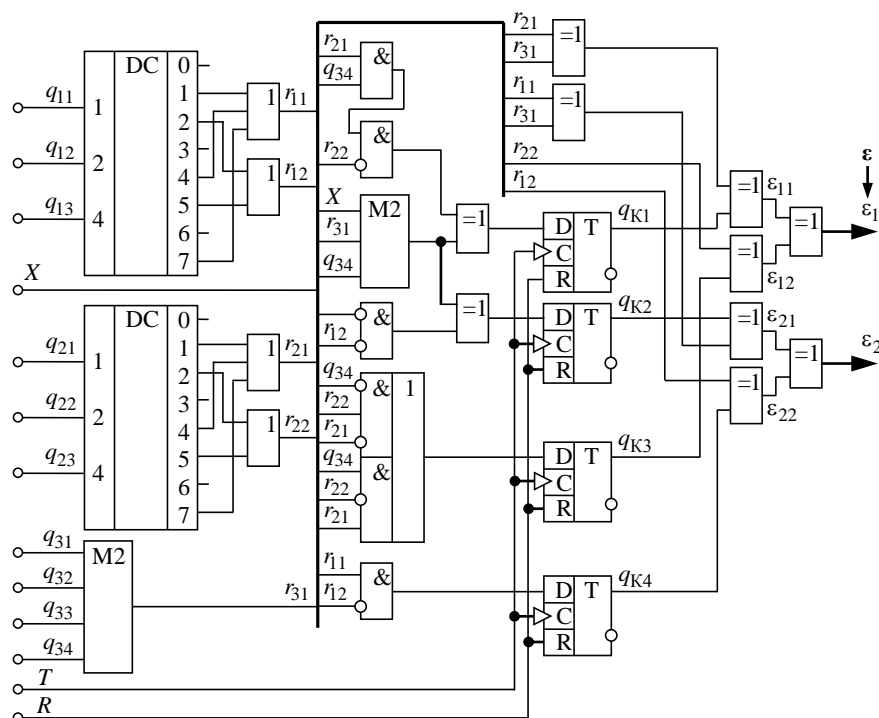 DC
0
1
2
3
4
5
6
7
1
2
4
q11
q12
q13
X
1
r11
1
r12
DC
0
1
2
3
4
5
6
7
1
2
4
q21
q22
q23
1
r21
1
r22
q31
q32
q33
q34
M2
r31
T
R
r21
q34
&
r22
&
X
r31
q34
M2
=1
r12
&
=1
q34
r22
r21
&
1
q34
r22
r21
&
r11
r12
&
D T
C
R
qК1
D T
C
R
qК2
D T
C
R
qК3
D T
C
R
qК4
r21
r31
=1
r11
r31
=1
r22
r12
=1
ε11
=1
ε12
=1
ε21
=1
ε22
=1
=1
ε
ε1
ε2